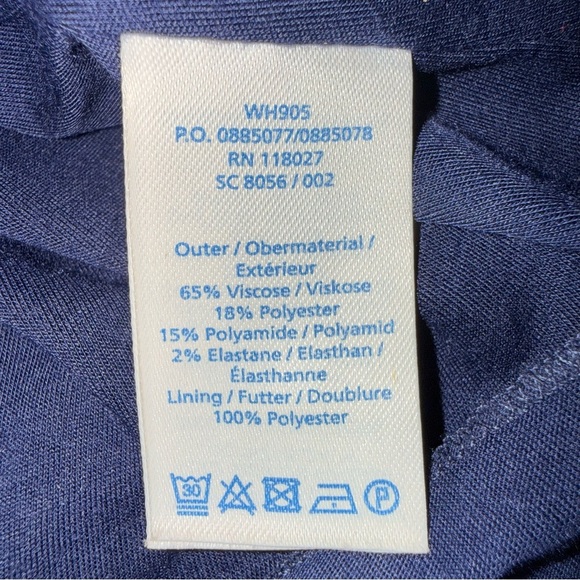 WH905
P.O. 0885077/0885078
RN 118027
SC 8056 / 002
Outer / Obermaterial /
Extérieur
65% Viscose / Viskose
18% Polyester
15% Polyamide / Polyamid
2% Elastane / Elasthan /
Élasthanne
Lining / Futter / Doublure
100% Polyester
30 P